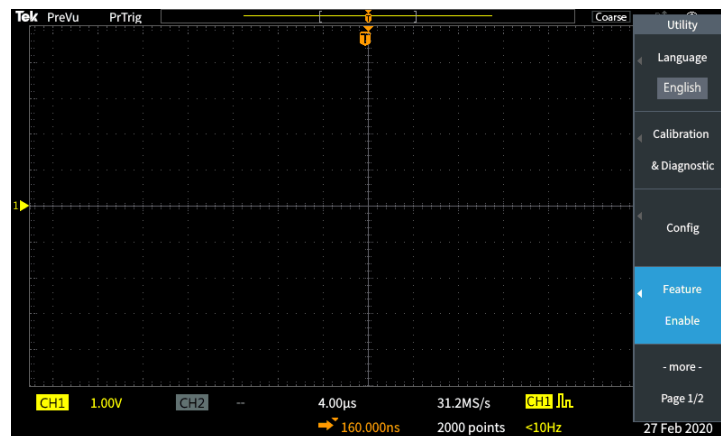 Tek PreVu PrTrig Coarse
Utility
Language
English
Calibration
& Diagnostic
Config
Feature
Enable
- more -
Page 1/2
T
T
1
CH1 1.00V CH2 -- 4.00µs 31.2MS/s CH1
160.000ns 2000 points <10Hz 27 Feb 2020